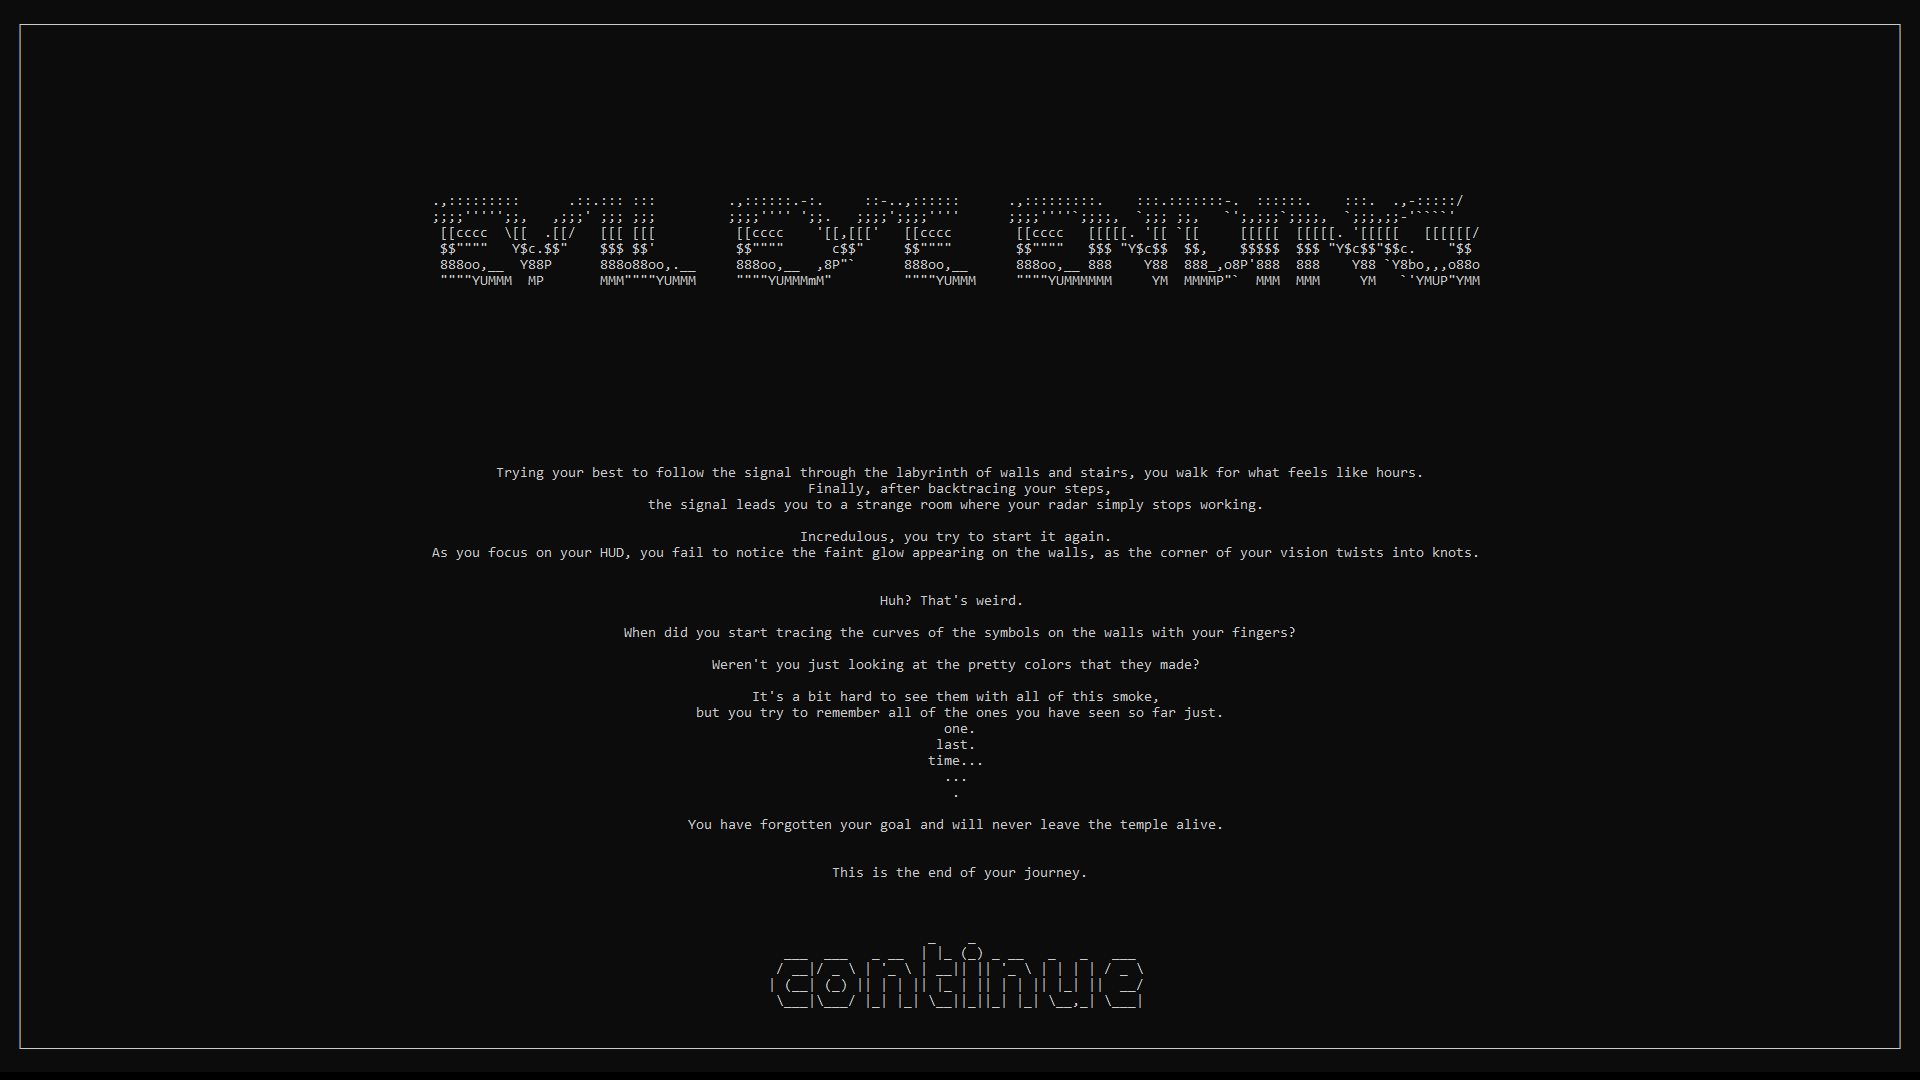 EVIL EYE ENDING
Trying your best to follow the signal through the labyrinth of walls and stairs, you walk for what feels like hours.
Finally, after backtracing your steps,
the signal leads you to a strange room where your radar simply stops working.
Incredulous, you try to start it again.
As you focus on your HUD, you fail to notice the faint glow appearing on the walls, as the corner of your vision twists into knots.
Huh? That's weird.
When did you start tracing the curves of the symbols on the walls with your fingers?
Weren't you just looking at the pretty colors that they made?
It's a bit hard to see them with all of this smoke,
but you try to remember all of the ones you have seen so far just.
one.
last.
time...
...
.
You have forgotten your goal and will never leave the temple alive.
This is the end of your journey.
continue